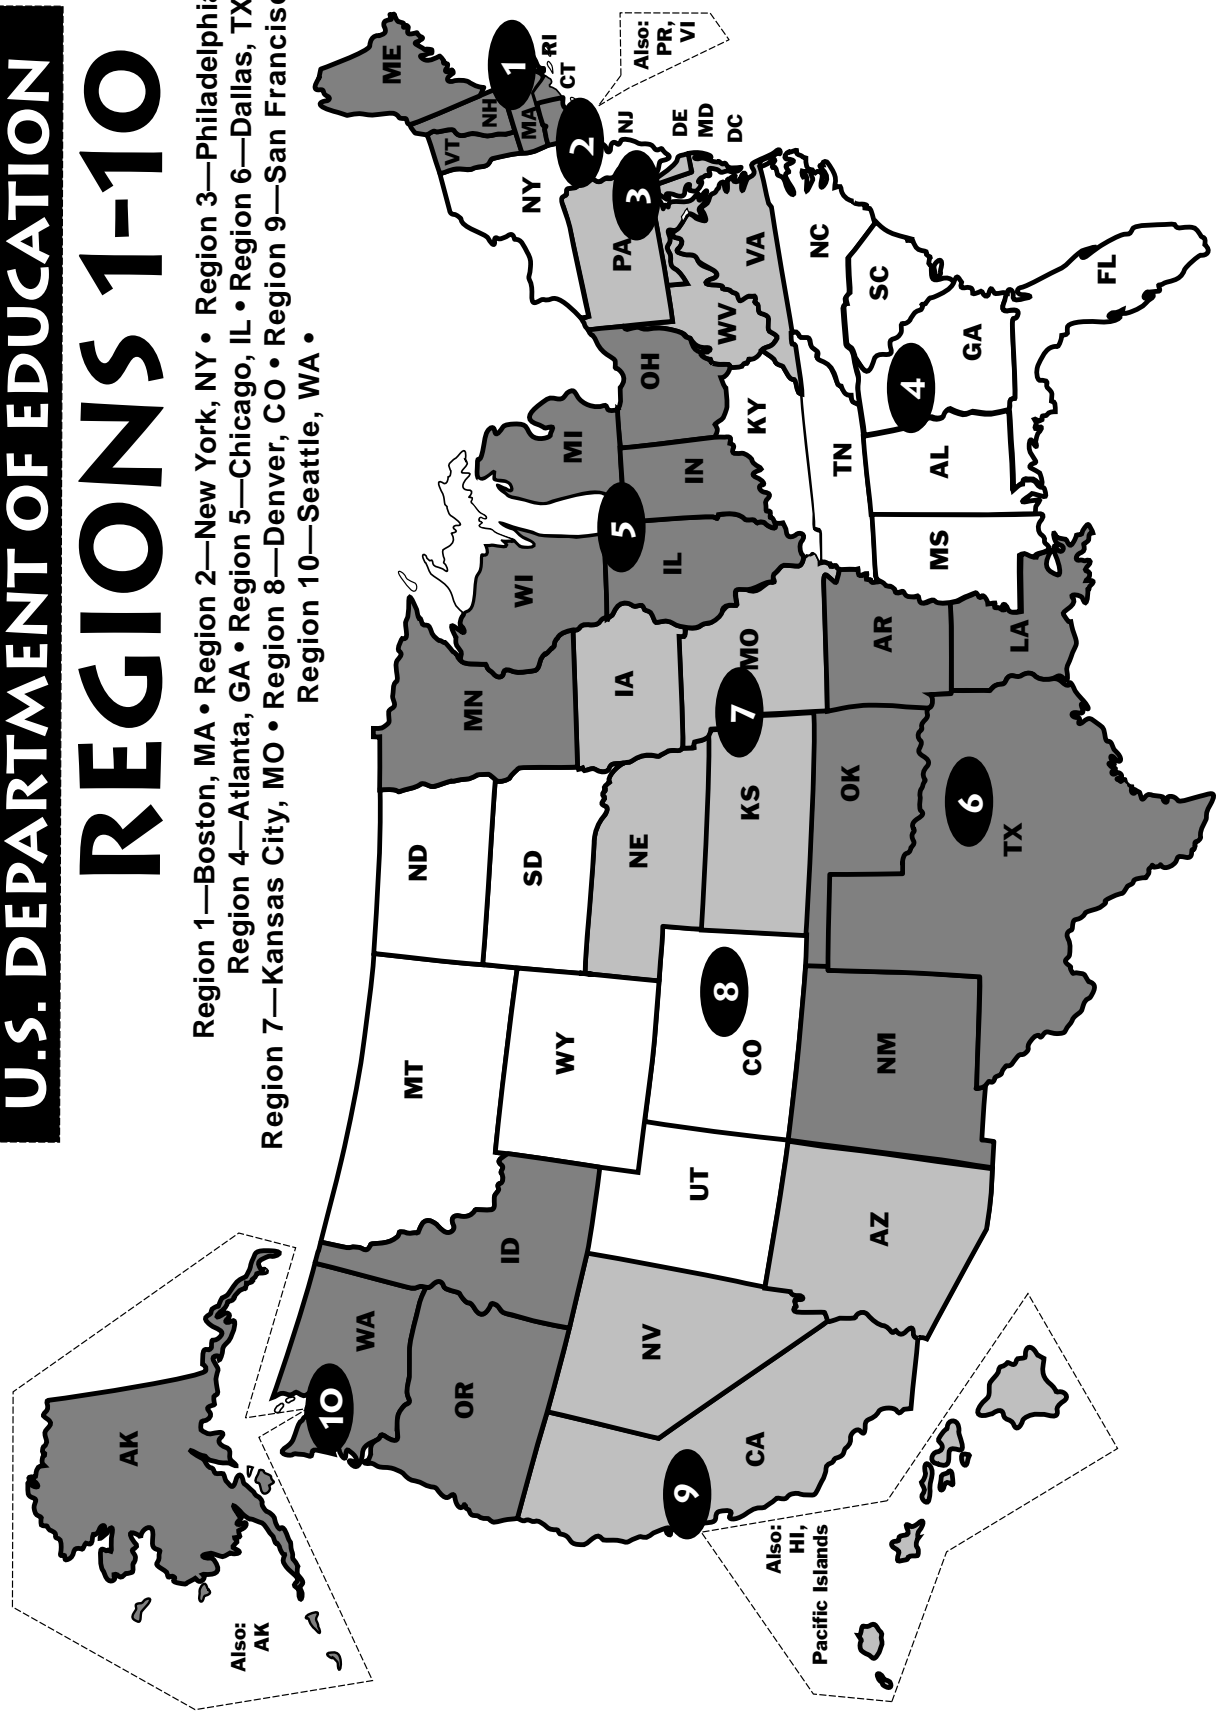 U.S. DEPARTMENT OF EDUCATION
REGIONS 1-10
Region 1—Boston, MA • Region 2—New York, NY • Region 3—Philadelphia
Region 4—Atlanta, GA • Region 5—Chicago, IL • Region 6—Dallas, TX
Region 7—Kansas City, MO • Region 8—Denver, CO • Region 9—San Francisc
Region 10—Seattle, WA •
Also:
AK
AK
10
WA
OR
ID
MT
ND
MN
WI
MI
VT
NH
ME
1
MA
RI
CT
NY
2
NJ
Also:
PR,
VI
WY
SD
IA
5
IL
IN
OH
PA
3
DE
MD
DC
NV
UT
CO
8
NE
KS
7
MO
KY
WV
VA
9
CA
AZ
NM
OK
AR
TN
NC
SC
Also:
HI,
Pacific Islands
6
TX
LA
MS
AL
4
GA
FL